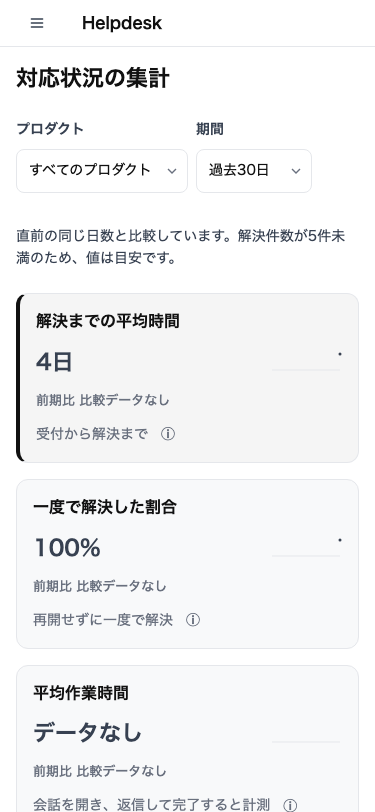 Helpdesk
対応状況の集計
プロダクト 期間
すべてのプロダクト 過去30日
直前の同じ日数と比較しています。解決件数が5件未
満のため、値は目安です。
解決までの平均時間
4日
前期比 比較データなし
受付から解決まで
一度で解決した割合
100%
前期比 比較データなし
再開せずに一度で解決
平均作業時間
データなし
前期比 比較データなし
会話を開き、返信して完了すると計測